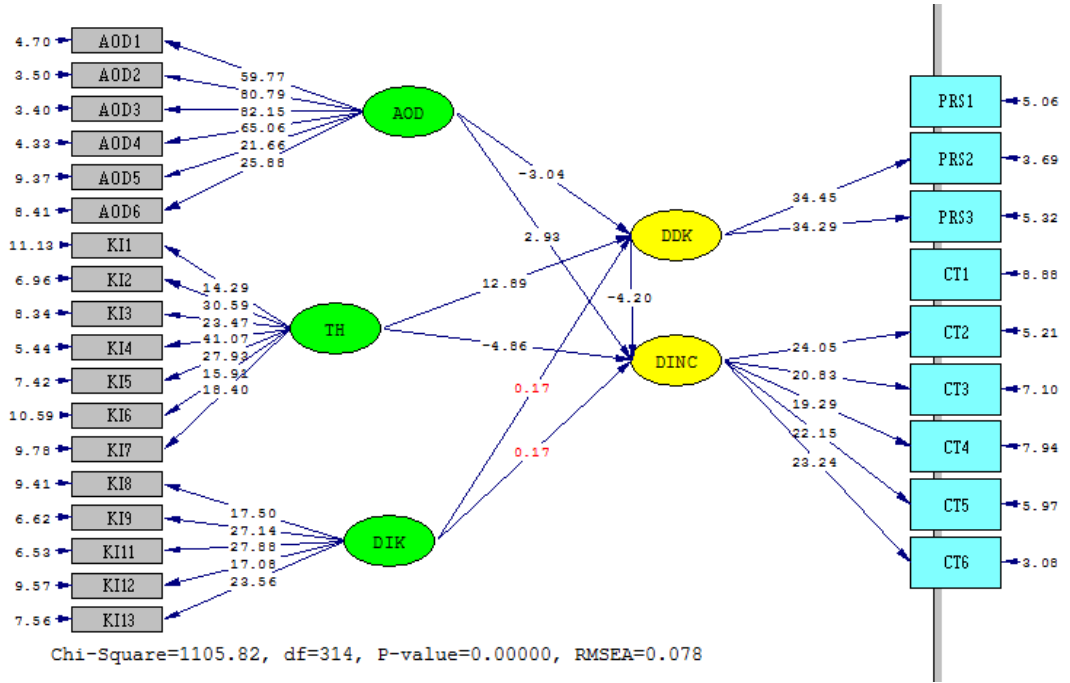 4.70 AOD1
3.50 AOD2
3.40 AOD3
4.33 AOD4
9.37 AOD5
8.41 AOD6
11.13 KI1
6.96 KI2
8.34 KI3
5.44 KI4
7.42 KI5
10.59 KI6
9.78 KI7
9.41 KI8
6.62 KI9
6.53 KI11
9.57 KI12
7.56 KI13
59.77
80.79
82.15
65.06
21.66
25.88
14.29
30.59
23.47
41.07
27.93
15.91
18.40
17.50
27.14
27.88
17.08
23.56
AOD
TH
DIK
-3.04
2.93
12.89
-4.20
-4.86
0.17
0.17
DDK
DINC
34.45
34.29
24.05
20.83
19.29
22.15
23.24
PRS1 5.06
PRS2 3.69
PRS3 5.32
CT1 8.88
CT2 5.21
CT3 7.10
CT4 7.94
CT5 5.97
CT6 3.08
Chi-Square=1105.82, df=314, P-value=0.00000, RMSEA=0.078